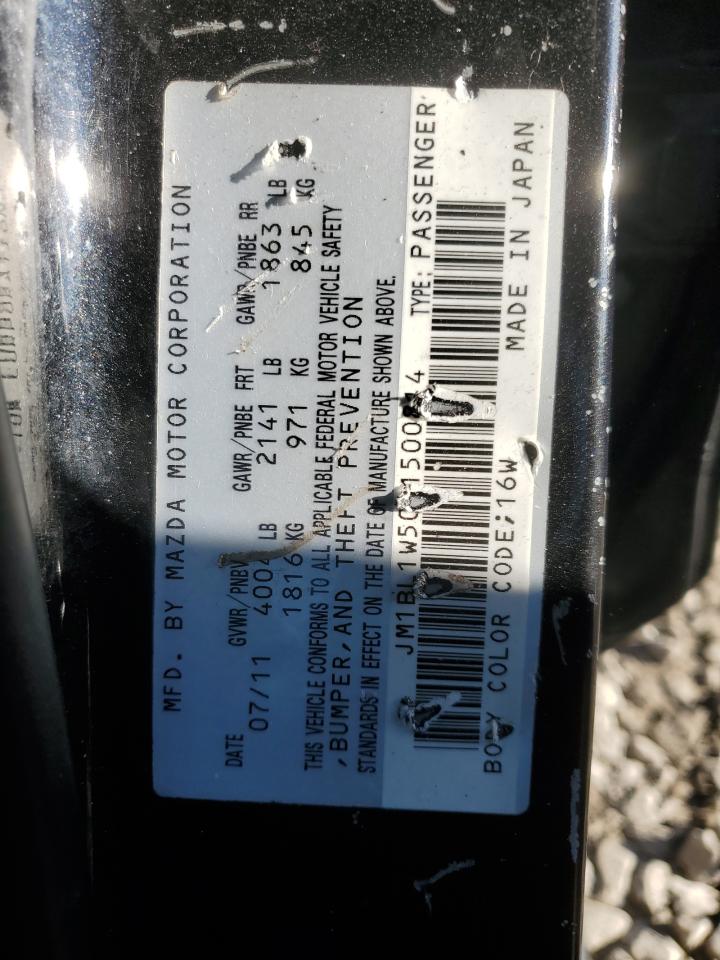 MFD. BY MAZDA MOTOR CORPORATION
DATE GVWR/PNBV GAWR/PNBE FRT GAWR/PNBE RR
07/11 4004 LB 2141 LB 1863 LB
1816 KG 971 KG 845 KG
THIS VEHICLE CONFORMS TO ALL APPLICABLE FEDERAL MOTOR VEHICLE SAFETY
,BUMPER,AND THEFT PREVENTION
STANDARDS IN EFFECT ON THE DATE OF MANUFACTURE SHOWN ABOVE.
TYPE: PASSENGER
BODY COLOR CODE;16W MADE IN JAPAN